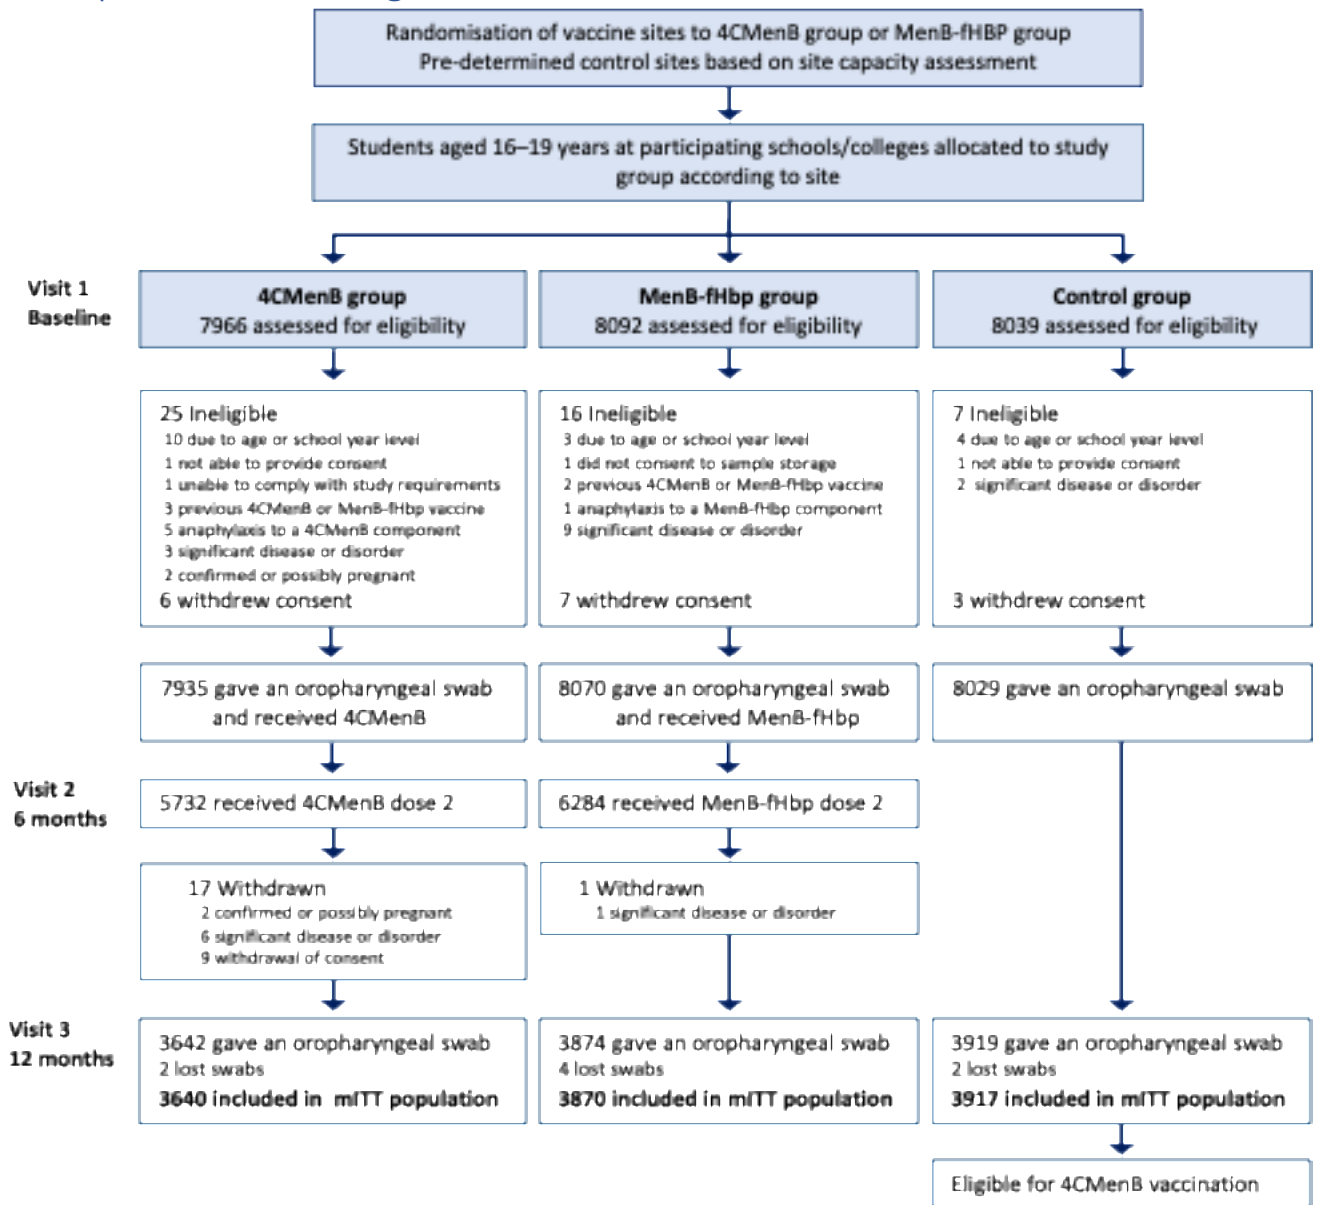 Randomisation of vaccine sites to 4CMenB group or MenB-fHBP group
Pre-determined control sites based on site capacity assessment
Students aged 16–19 years at participating schools/colleges allocated to study
group according to site
Visit 1
Baseline
4CMenB group
7966 assessed for eligibility
MenB-fHbp group
8092 assessed for eligibility
Control group
8039 assessed for eligibility
25 Ineligible
10 due to age or school year level
1 not able to provide consent
1 unable to comply with study requirements
3 previous 4CMenB or MenB-fHbp vaccine
5 anaphylaxis to a 4CMenB component
3 significant disease or disorder
2 confirmed or possibly pregnant
6 withdrew consent
16 Ineligible
3 due to age or school year level
1 did not consent to sample storage
2 previous 4CMenB or MenB-fHbp vaccine
1 anaphylaxis to a MenB-fHbp component
9 significant disease or disorder
7 withdrew consent
7 Ineligible
4 due to age or school year level
1 not able to provide consent
2 significant disease or disorder
3 withdrew consent
7935 gave an oropharyngeal swab
and received 4CMenB
8070 gave an oropharyngeal swab
and received MenB-fHbp
8029 gave an oropharyngeal swab
Visit 2
6 months
5732 received 4CMenB dose 2
6284 received MenB-fHbp dose 2
17 Withdrawn
2 confirmed or possibly pregnant
6 significant disease or disorder
9 withdrawal of consent
1 Withdrawn
1 significant disease or disorder
Visit 3
12 months
3642 gave an oropharyngeal swab
2 lost swabs
3640 included in mITT population
3874 gave an oropharyngeal swab
4 lost swabs
3870 included in mITT population
3919 gave an oropharyngeal swab
2 lost swabs
3917 included in mITT population
Eligible for 4CMenB vaccination